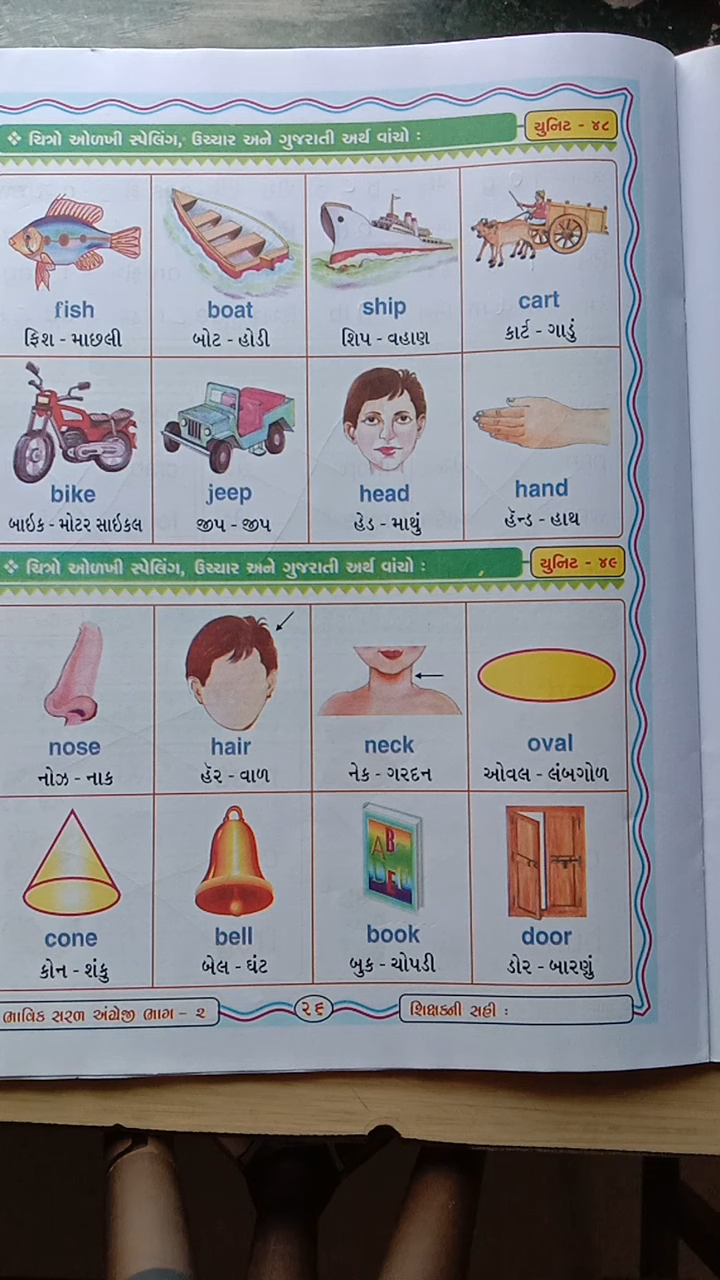 ❖ ચિત્રો ઓળખી સ્પેલિંગ, ઉચ્ચાર અને ગુજરાતી અર્થ વાંચો :
યુનિટ - ૪૮
fish
boat
ship
cart
ફિશ - માછલી
બોટ - હોડી
શિપ - વહાણ
કાર્ટ - ગાડું
bike
jeep
head
hand
બાઇક - મોટર સાઇકલ
જીપ - જીપ
હેડ - માથું
હૅન્ડ - હાથ
❖ ચિત્રો ઓળખી સ્પેલિંગ, ઉચ્ચાર અને ગુજરાતી અર્થ વાંચો :
યુનિટ - ૪૯
nose
hair
neck
oval
નોઝ - નાક
હૅર - વાળ
નેક - ગરદન
ઓવલ - લંબગોળ
cone
bell
book
door
કોન - શંકુ
બેલ - ઘંટ
બુક - ચોપડી
ડોર - બારણું
ભાવિક સરળ અંગ્રેજી ભાગ - ૨
૨૬
શિક્ષકની સહી :